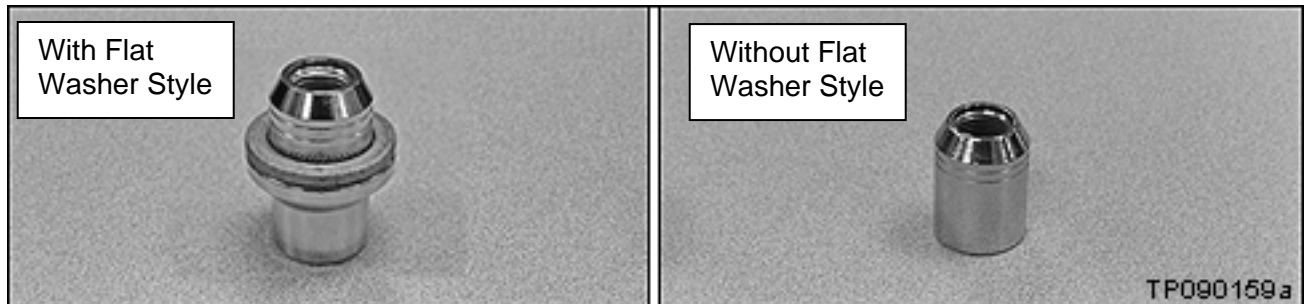 With Flat
Washer Style
Without Flat
Washer Style
TP090159a